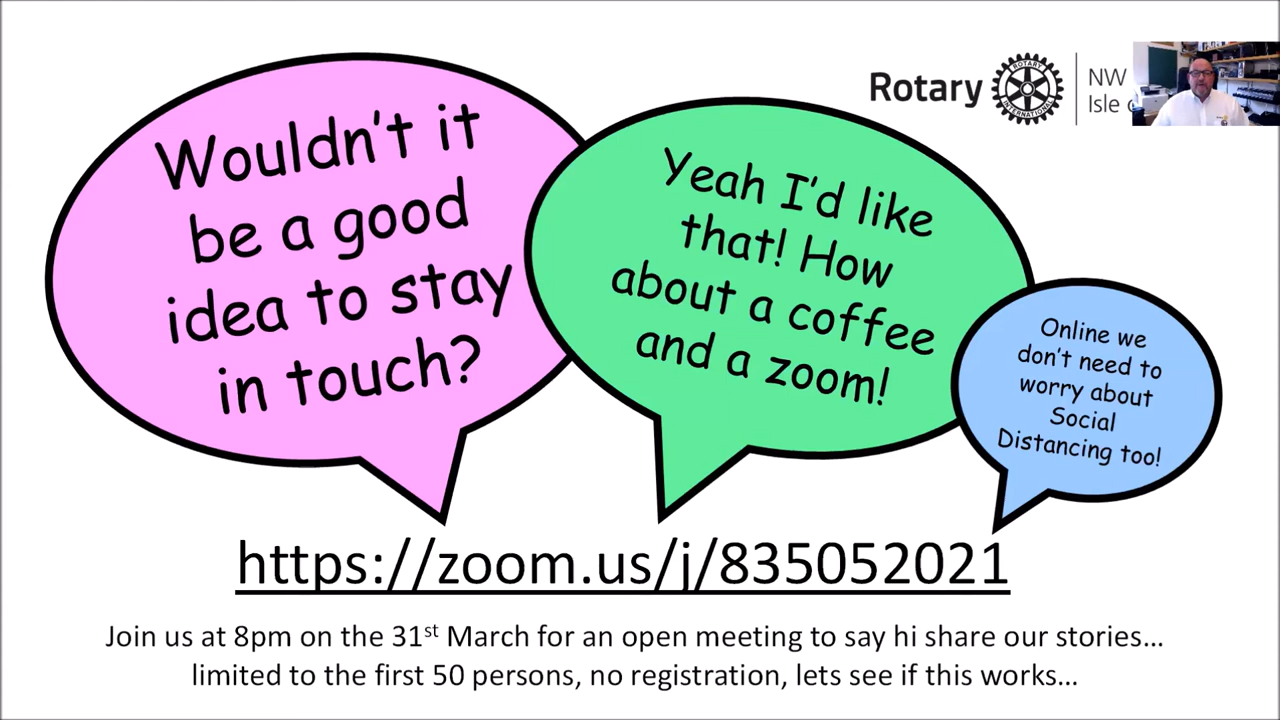 Wouldn't it
be a good
idea to stay
in touch?
Yeah I'd like
that! How
about a coffee
and a zoom!
Online we
don't need to
worry about
Social
Distancing too!
Rotary
ROTARY
INTERNATIONAL
NW
Isle
https://zoom.us/j/835052021
Join us at 8pm on the 31st March for an open meeting to say hi share our stories...
limited to the first 50 persons, no registration, lets see if this works...